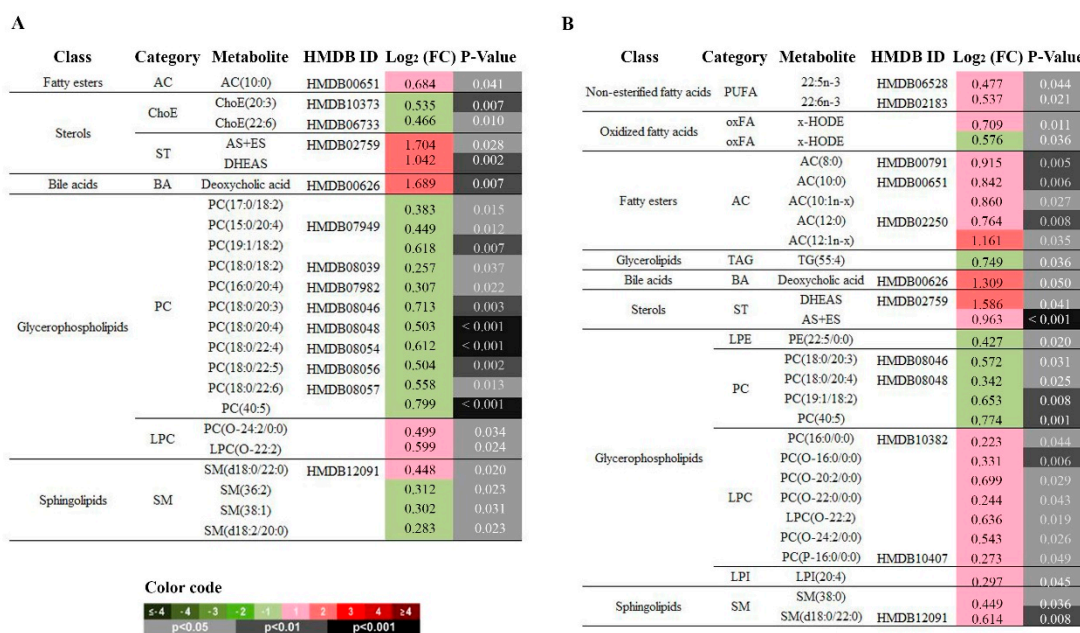 A
Class Category Metabolite HMDB ID Log₂ (FC) P-Value
Fatty esters AC AC(10:0) HMDB00651 0.684 0.041
Sterols ChoE ChoE(20:3) HMDB10373 0.535 0.007
ChoE(22:6) HMDB06733 0.466 0.010
ST AS+ES HMDB02759 1.704 0.028
DHEAS 1.042 0.002
Bile acids BA Deoxycholic acid HMDB00626 1.689 0.007
Glycerophospholipids PC PC(17:0/18:2) 0.383 0.015
PC(15:0/20:4) HMDB07949 0.449 0.012
PC(19:1/18:2) 0.618 0.007
PC(18:0/18:2) HMDB08039 0.257 0.037
PC(16:0/20:4) HMDB07982 0.307 0.022
PC(18:0/20:3) HMDB08046 0.713 0.003
PC(18:0/20:4) HMDB08048 0.503 < 0.001
PC(18:0/22:4) HMDB08054 0.612 < 0.001
PC(18:0/22:5) HMDB08056 0.504 0.002
PC(18:0/22:6) HMDB08057 0.558 0.013
PC(40:5) 0.799 < 0.001
LPC PC(O-24:2/0:0) 0.499 0.034
LPC(O-22:2) 0.599 0.024
Sphingolipids SM SM(d18:0/22:0) HMDB12091 0.448 0.020
SM(36:2) 0.312 0.023
SM(38:1) 0.302 0.031
SM(d18:2/20:0) 0.283 0.023
Color code
≤-4 -4 -3 -2 -1 1 2 3 4 ≥4
p<0.05 p<0.01 p<0.001
B
Class Category Metabolite HMDB ID Log₂ (FC) P-Value
Non-esterified fatty acids PUFA 22:5n-3 HMDB06528 0.477 0.044
22:6n-3 HMDB02183 0.537 0.021
Oxidized fatty acids oxFA x-HODE 0.709 0.011
oxFA x-HODE 0.576 0.036
Fatty esters AC AC(8:0) HMDB00791 0.915 0.005
AC(10:0) HMDB00651 0.842 0.006
AC(10:1n-x) 0.860 0.027
AC(12:0) HMDB02250 0.764 0.008
AC(12:1n-x) 1.161 0.035
Glycerolipids TAG TG(55:4) 0.749 0.036
Bile acids BA Deoxycholic acid HMDB00626 1.309 0.050
Sterols ST DHEAS HMDB02759 1.586 0.041
AS+ES 0.963 < 0,001
Glycerophospholipids LPE PE(22:5/0:0) 0.427 0.020
PC PC(18:0/20:3) HMDB08046 0.572 0.031
PC(18:0/20:4) HMDB08048 0.342 0.025
PC(19:1/18:2) 0.653 0.008
PC(40:5) 0.774 0,001
LPC PC(16:0/0:0) HMDB10382 0.223 0.044
PC(O-16:0/0:0) 0.331 0,006
PC(O-20:2/0:0) 0.699 0.029
PC(O-22:0/0:0) 0.244 0.043
LPC(O-22:2) 0.636 0.019
PC(O-24:2/0:0) 0.543 0.026
PC(P-16:0/0:0) HMDB10407 0.273 0.049
LPI LPI(20:4) 0.297 0,045
Sphingolipids SM SM(38:0) 0.449 0.036
SM(d18:0/22:0) HMDB12091 0.614 0.008